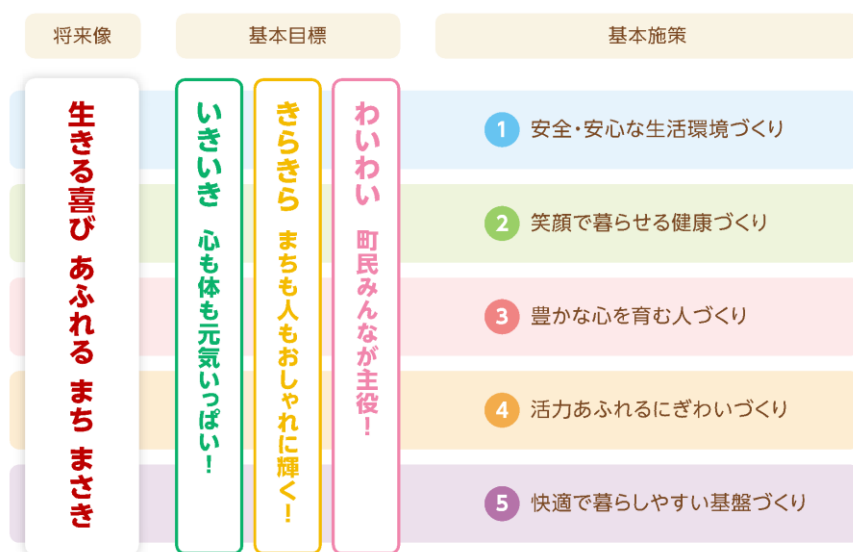 将来像
基本目標
基本施策
生きる喜び あふれる まち まさき
いきいき 心も体も元気いっぱい！
きらきら まちも人もおしゃれに輝く！
わいわい 町民みんなが主役！
1 安全・安心な生活環境づくり
2 笑顔で暮らせる健康づくり
3 豊かな心を育む人づくり
4 活力あふれるにぎわいづくり
5 快適で暮らしやすい基盤づくり